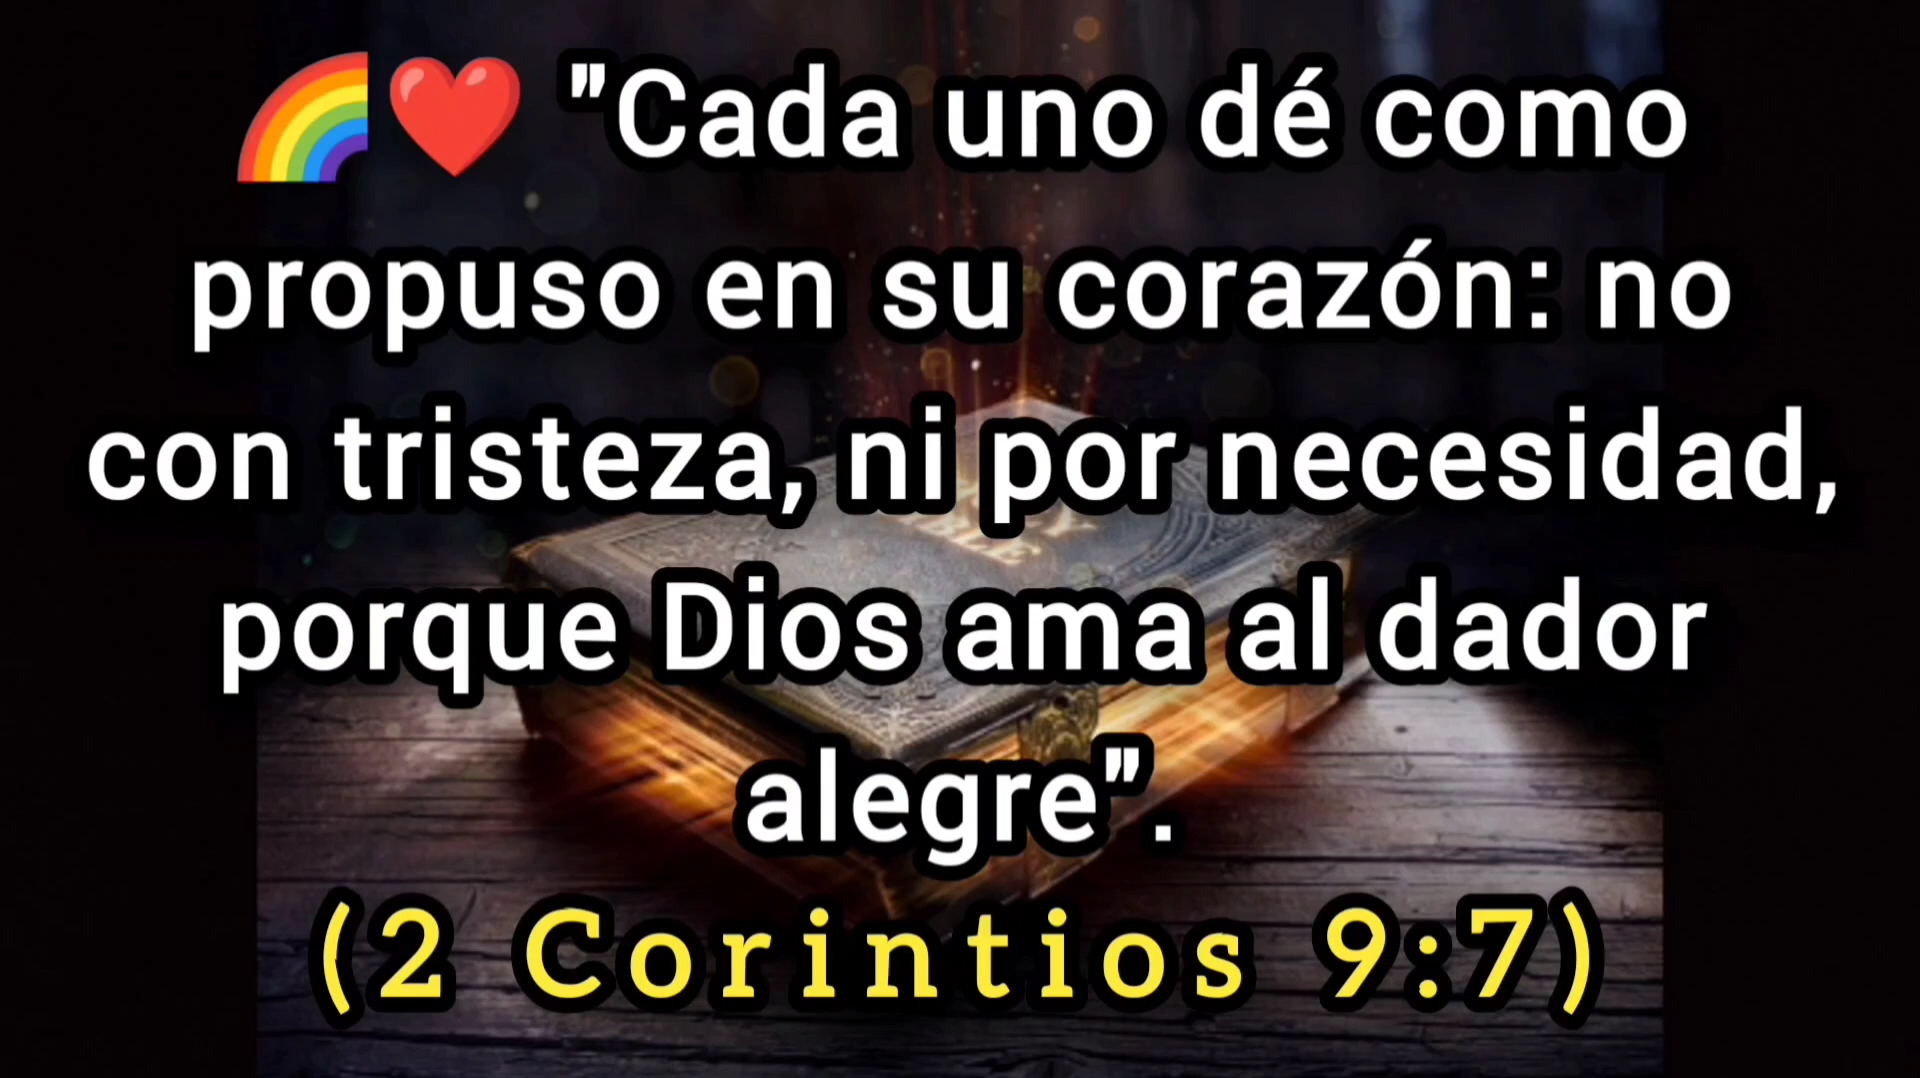 🌈❤️ "Cada uno dé como
propuso en su corazón: no
con tristeza, ni por necesidad,
porque Dios ama al dador
alegre".
(2 Corintios 9:7)